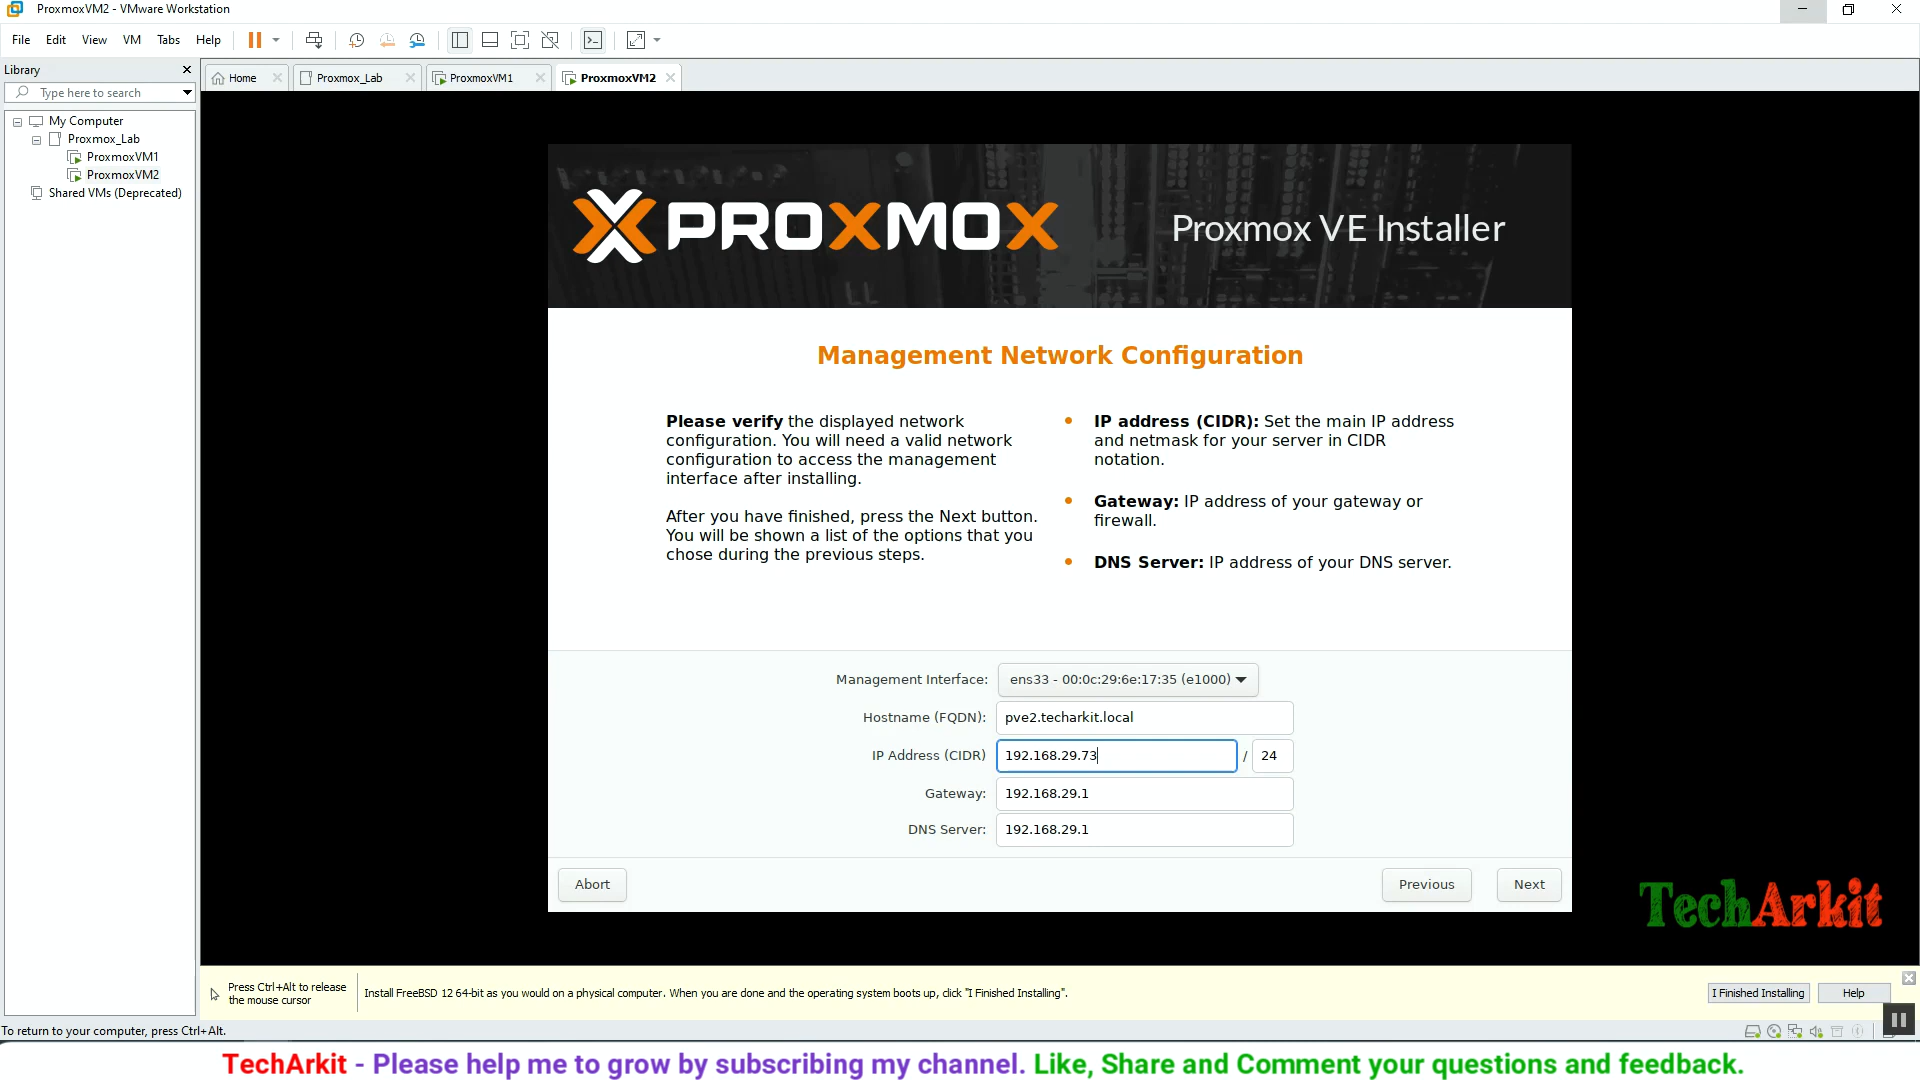 ProxmoxVM2 - VMware Workstation
File Edit View VM Tabs Help
Library
Home Proxmox_Lab ProxmoxVM1 ProxmoxVM2
Type here to search
My Computer
Proxmox_Lab
ProxmoxVM1
ProxmoxVM2
Shared VMs (Deprecated)
PROXMOX
Proxmox VE Installer
Management Network Configuration
Please verify the displayed network
configuration. You will need a valid network
configuration to access the management
interface after installing.
After you have finished, press the Next button.
You will be shown a list of the options that you
chose during the previous steps.
IP address (CIDR): Set the main IP address
and netmask for your server in CIDR
notation.
Gateway: IP address of your gateway or
firewall.
DNS Server: IP address of your DNS server.
Management Interface: ens33 - 00:0c:29:6e:17:35 (e1000)
Hostname (FQDN): pve2.techarkit.local
IP Address (CIDR) 192.168.29.73 / 24
Gateway: 192.168.29.1
DNS Server: 192.168.29.1
Abort Previous Next
TechArkit
Press Ctrl+Alt to release
the mouse cursor
Install FreeBSD 12 64-bit as you would on a physical computer. When you are done and the operating system boots up, click "I Finished Installing".
I Finished Installing Help
To return to your computer, press Ctrl+Alt.
TechArkit - Please help me to grow by subscribing my channel. Like, Share and Comment your questions and feedback.